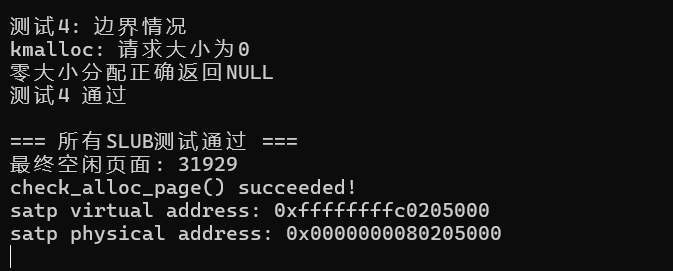 测试4: 边界情况
kmalloc: 请求大小为0
零大小分配正确返回NULL
测试4 通过
=== 所有SLUB测试通过 ===
最终空闲页面: 31929
check_alloc_page() succeeded!
satp virtual address: 0xffffffffc0205000
satp physical address: 0x0000000080205000